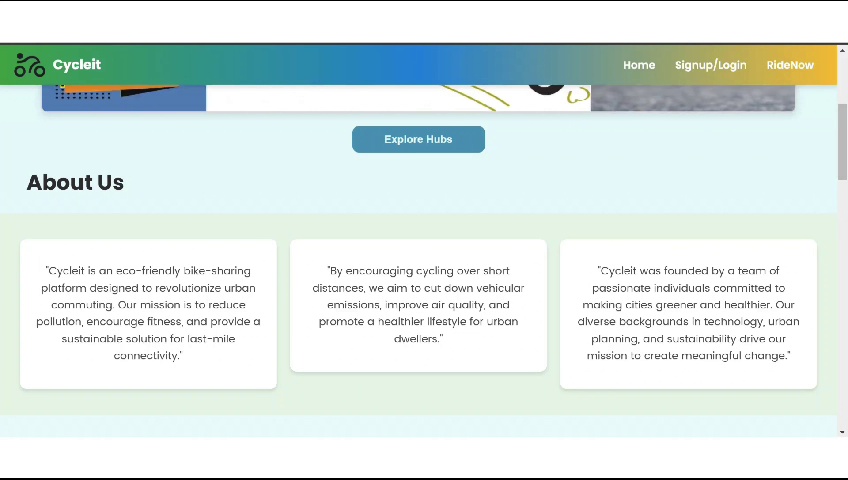 Cycleit
Home Signup/Login RideNow
Explore Hubs
About Us
"Cycleit is an eco-friendly bike-sharing
platform designed to revolutionize urban
commuting. Our mission is to reduce
pollution, encourage fitness, and provide a
sustainable solution for last-mile
connectivity."
"By encouraging cycling over short
distances, we aim to cut down vehicular
emissions, improve air quality, and
promote a healthier lifestyle for urban
dwellers."
"Cycleit was founded by a team of
passionate individuals committed to
making cities greener and healthier. Our
diverse backgrounds in technology, urban
planning, and sustainability drive our
mission to create meaningful change."